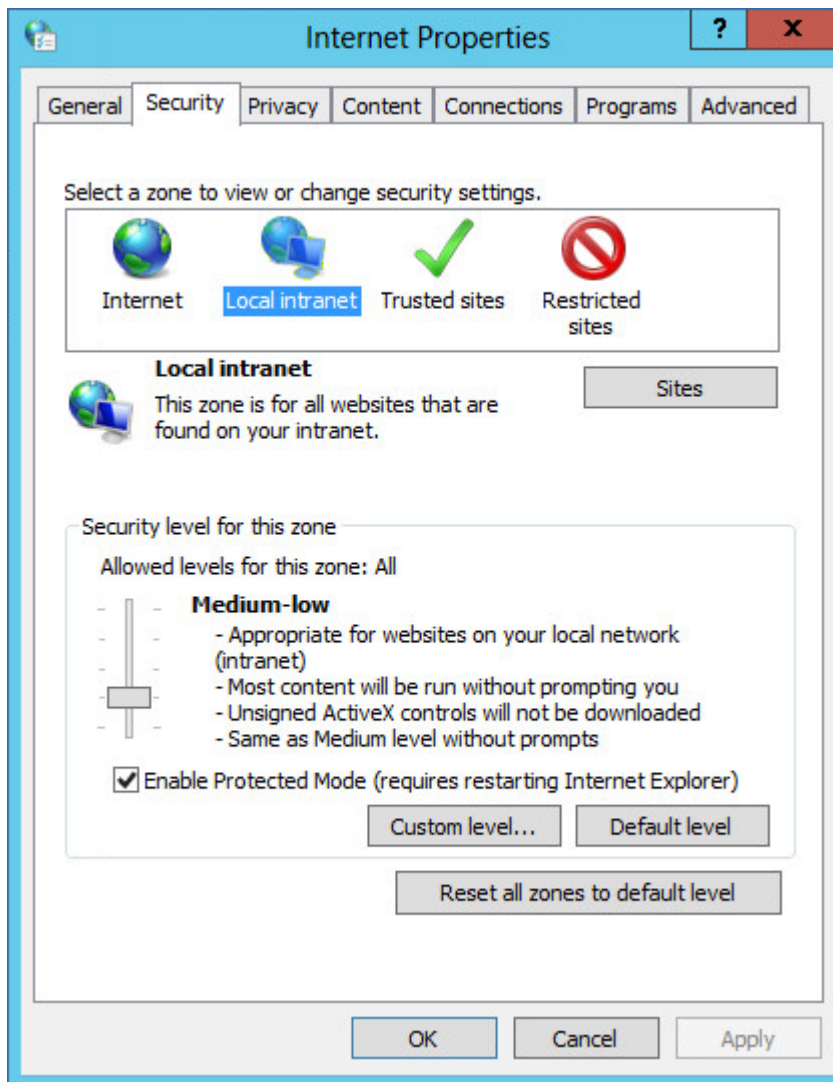 Internet Properties
?
x
General Security Privacy Content Connections Programs Advanced
Select a zone to view or change security settings.
Internet Local intranet Trusted sites Restricted
sites
Local intranet
Sites
This zone is for all websites that are
found on your intranet.
Security level for this zone
Allowed levels for this zone: All
Medium-low
- Appropriate for websites on your local network
(intranet)
- Most content will be run without prompting you
- Unsigned ActiveX controls will not be downloaded
- Same as Medium level without prompts
Enable Protected Mode (requires restarting Internet Explorer)
Custom level... Default level
Reset all zones to default level
OK Cancel Apply